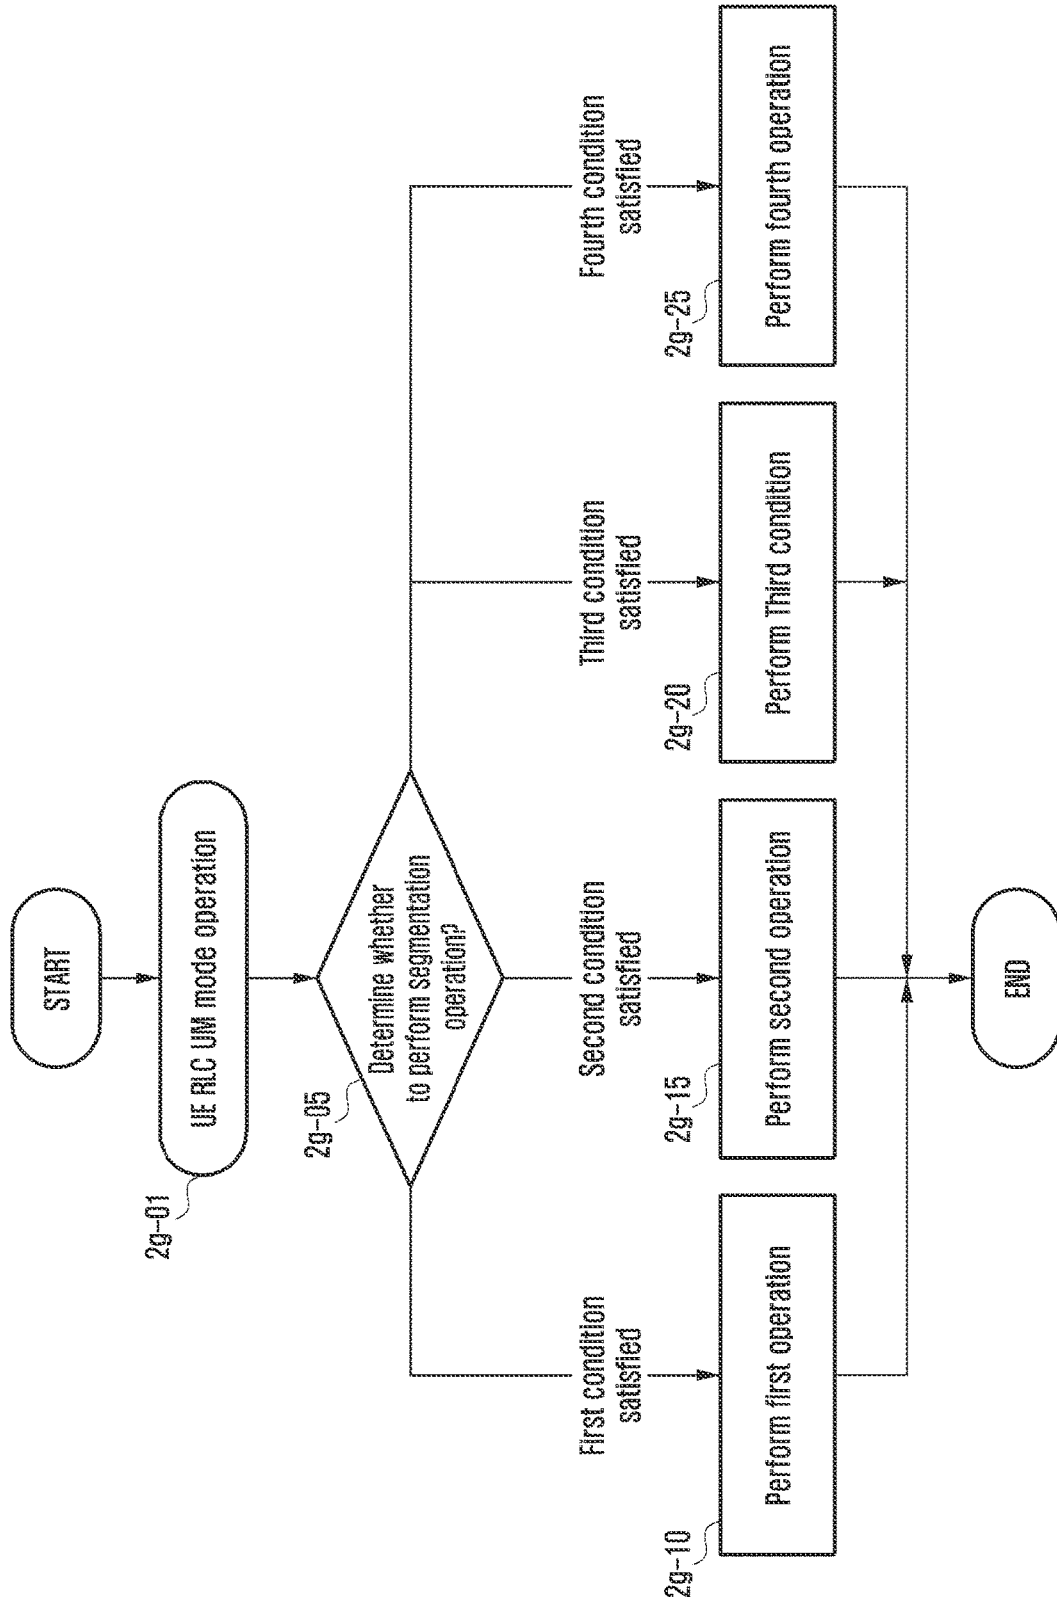 START
2g-01
UE RLC UM mode operation
2g-05
Determine whether
to perform segmentation
operation?
First condition
satisfied
Second condition
satisfied
Third condition
satisfied
Fourth condition
satisfied
2g-10
Perform first operation
2g-15
Perform second operation
2g-20
Perform Third condition
2g-25
Perform fourth operation
END